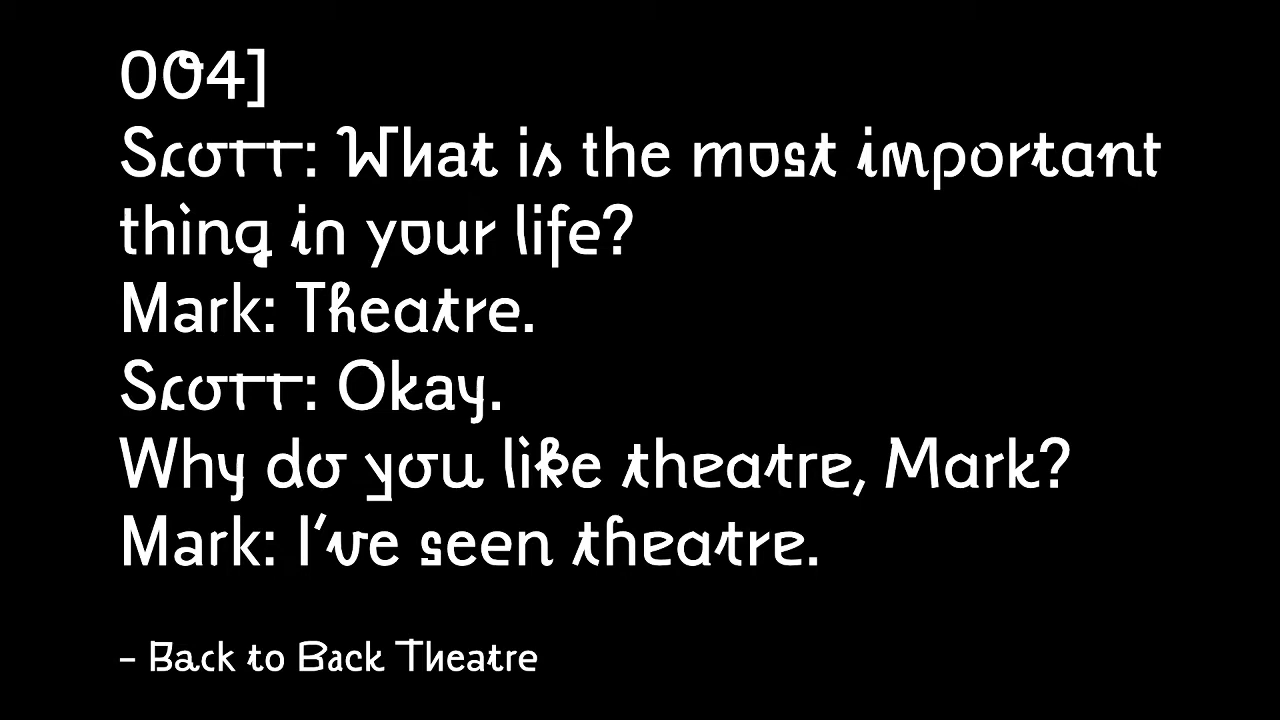 004]
Scott: What is the most important
thing in your life?
Mark: Theatre.
Scott: Okay.
Why do you like theatre, Mark?
Mark: I’ve seen theatre.
– Back to Back Theatre